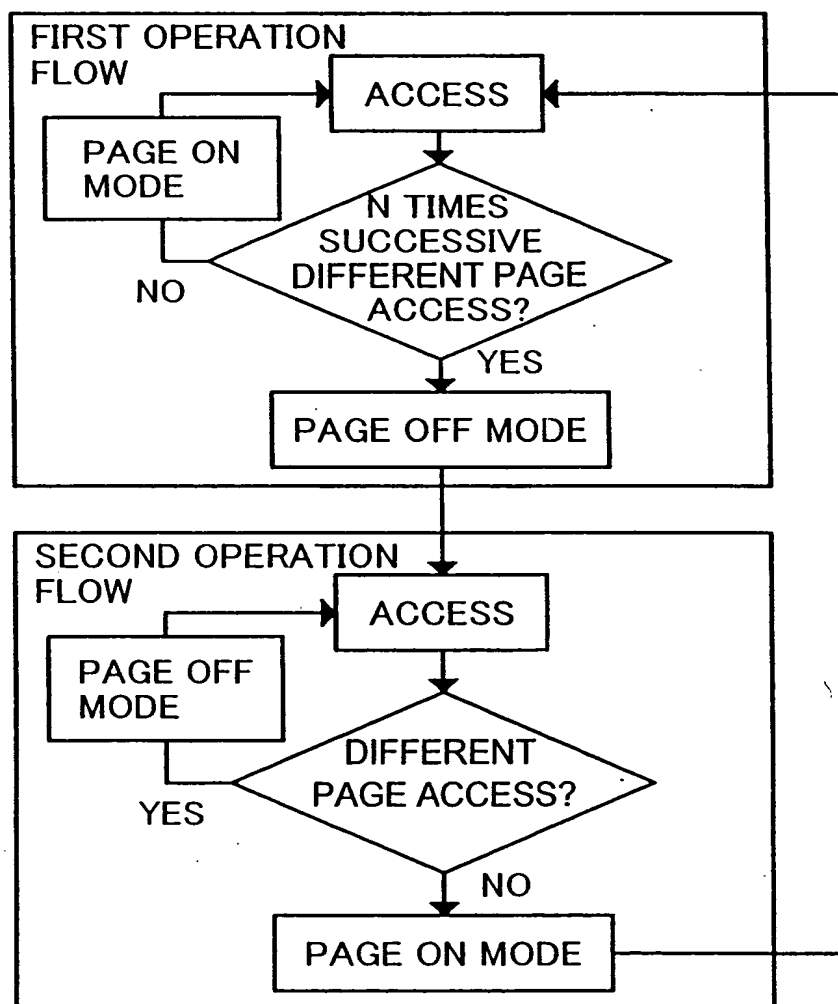 FIRST OPERATION
FLOW
ACCESS
PAGE ON
MODE
N TIMES
SUCCESSIVE
DIFFERENT PAGE
ACCESS?
NO
YES
PAGE OFF MODE
SECOND OPERATION
FLOW
ACCESS
PAGE OFF
MODE
DIFFERENT
PAGE ACCESS?
YES
NO
PAGE ON MODE